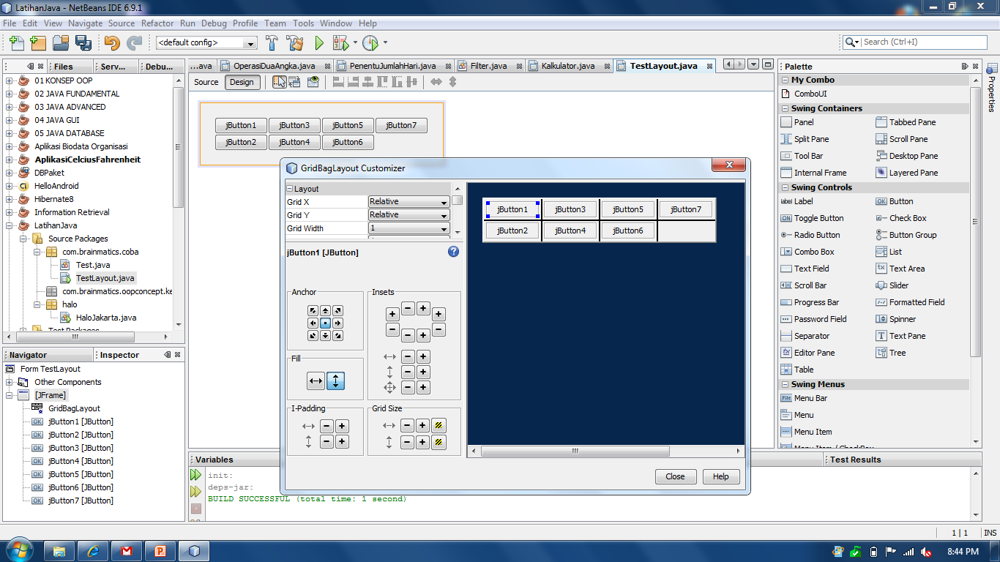 LatihanJava - NetBeans IDE 6.9.1
File Edit View Navigate Source Refactor Run Debug Profile Team Tools Window Help
<default config>
Search (Ctrl+I)
Files
Serv...
Debu...
01 KONSEP OOP
02 JAVA FUNDAMENTAL
03 JAVA ADVANCED
04 JAVA GUI
05 JAVA DATABASE
Aplikasi Biodata Organisasi
AplikasiCelciusFahrenheit
DBPaket
HelloAndroid
Hibernate8
Information Retrieval
LatihanJava
Source Packages
com.brainmatics.coba
Test.java
TestLayout.java
com.brainmatics.oopconcept.ke
halo
HaloJakarta.java
Test Packages
Navigator
Inspector
Form TestLayout
Other Components
[JFrame]
GridBagLayout
jButton1 [JButton]
jButton2 [JButton]
jButton3 [JButton]
jButton4 [JButton]
jButton5 [JButton]
jButton6 [JButton]
jButton7 [JButton]
...ava
OperasiDuaAngka.java
PenentuJumlahHari.java
Filter.java
Kalkulator.java
TestLayout.java
Source
Design
jButton1 jButton3 jButton5 jButton7
jButton2 jButton4 jButton6
GridBagLayout Customizer
Layout
Grid X Relative
Grid Y Relative
Grid Width 1
jButton1 [JButton]
Anchor
Insets
Fill
I-Padding
Grid Size
jButton1 jButton3 jButton5 jButton7
jButton2 jButton4 jButton6
Close
Help
Variables
Test Results
init:
deps-jar:
BUILD SUCCESSFUL (total time: 1 second)
Palette
My Combo
ComboUI
Swing Containers
Panel
Tabbed Pane
Split Pane
Scroll Pane
Tool Bar
Desktop Pane
Internal Frame
Layered Pane
Swing Controls
label Label
OK Button
Toggle Button
Check Box
Radio Button
Button Group
Combo Box
List
Text Field
Text Area
Scroll Bar
Slider
Progress Bar
Formatted Field
Password Field
Spinner
Separator
Text Pane
Editor Pane
Tree
Table
Swing Menus
Menu Bar
Menu
Menu Item
Menu Item / CheckBox
Properties
1 | 1
INS
8:44 PM